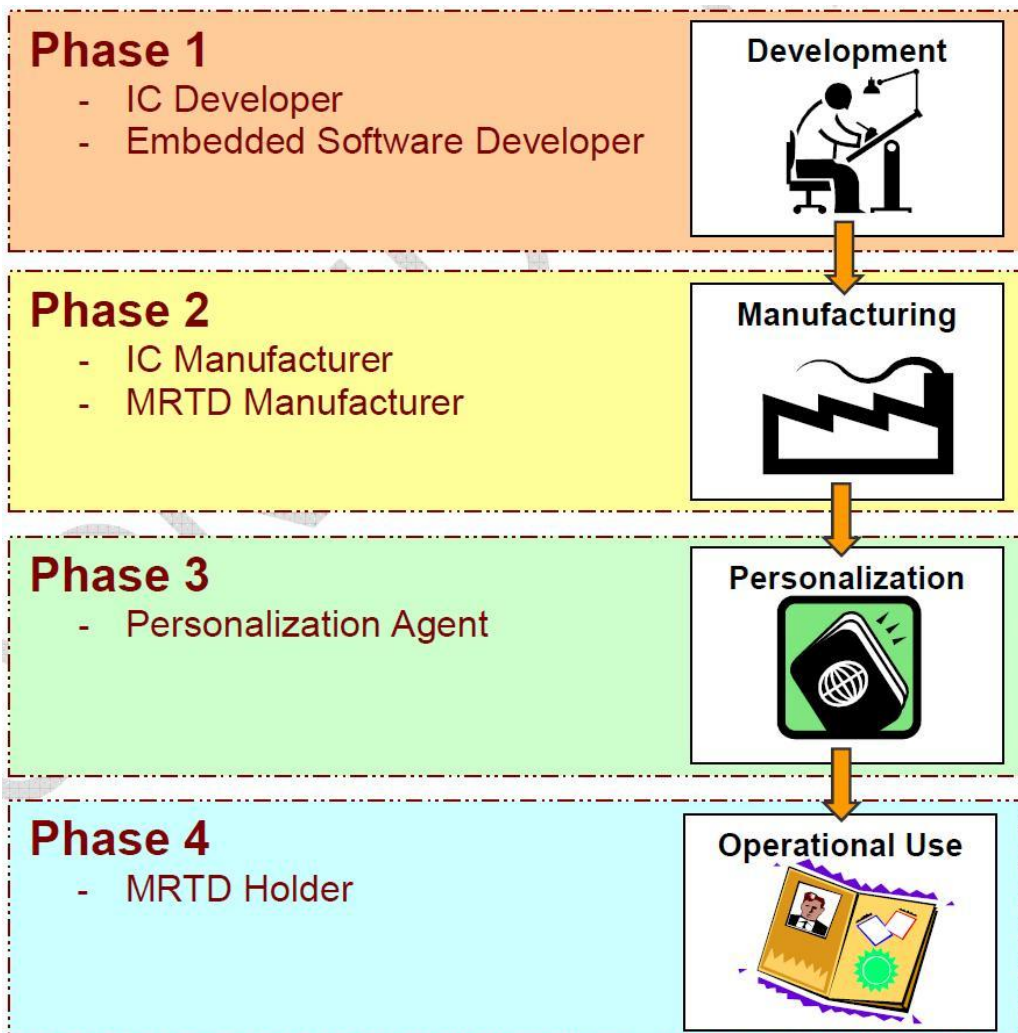 Phase 1
- IC Developer
- Embedded Software Developer
Development
Phase 2
- IC Manufacturer
- MRTD Manufacturer
Manufacturing
Phase 3
- Personalization Agent
Personalization
Phase 4
- MRTD Holder
Operational Use